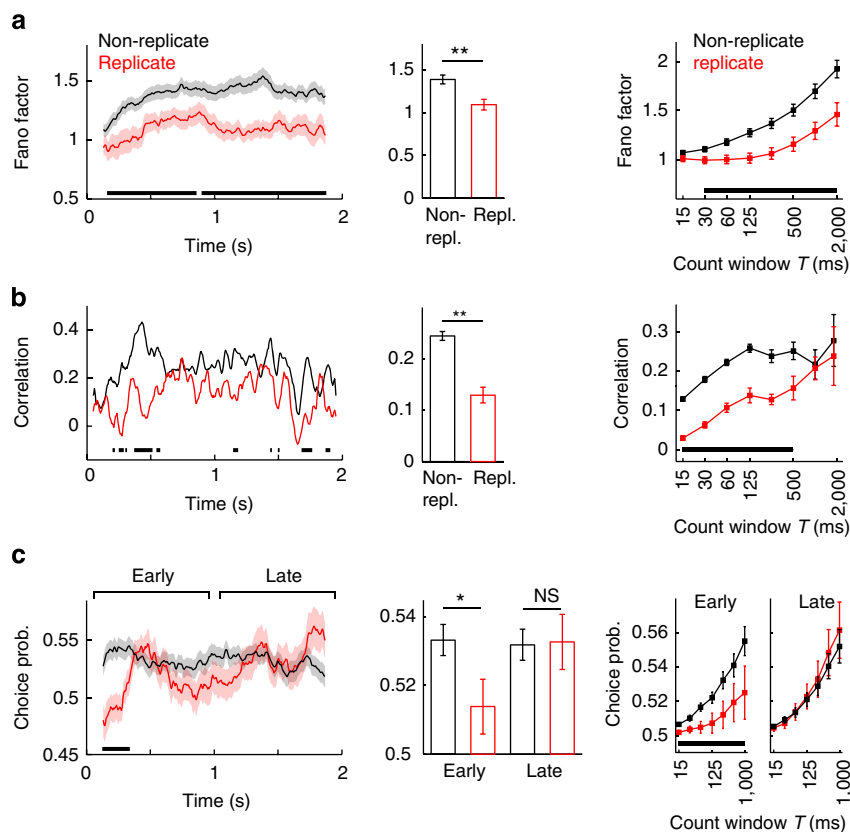 a
Non-replicate
Replicate
Fano factor
1.5
1
0.5
0
1
2
Time (s)
**
1.5
1
0.5
0
Non-
repl.
Repl.
Non-replicate
replicate
Fano factor
2
1.5
1
15
30
60
125
500
2,000
Count window T (ms)
b
Correlation
0.4
0.2
0
0
1
2
Time (s)
**
0.2
0.1
0
Non-
repl.
Repl.
Correlation
0.3
0.2
0.1
0
15
30
60
125
500
2,000
Count window T (ms)
c
Early
Late
Choice prob.
0.55
0.5
0.45
0
1
2
Time (s)
*
NS
0.54
0.52
0.5
Early
Late
Early
Late
Choice prob.
0.56
0.54
0.52
0.5
15
125
1,000
15
125
1,000
Count window T (ms)